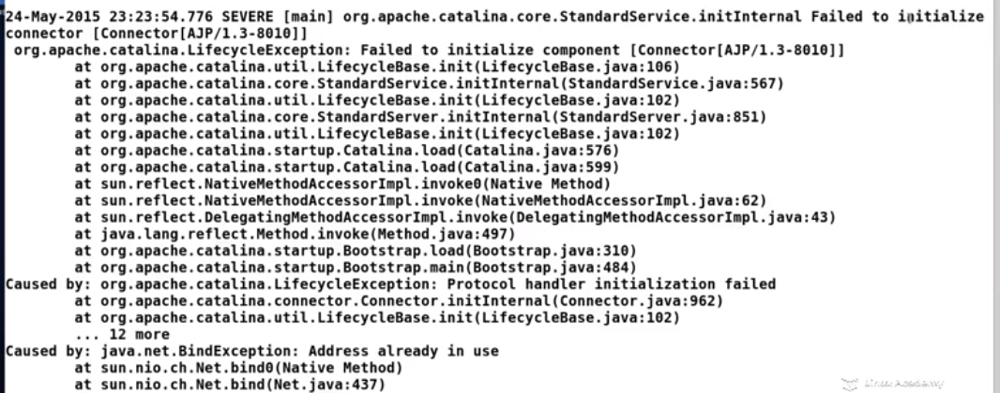 24-May-2015 23:23:54.776 SEVERE [main] org.apache.catalina.core.StandardService.initInternal Failed to initialize
connector [Connector[AJP/1.3-8010]]
org.apache.catalina.LifecycleException: Failed to initialize component [Connector[AJP/1.3-8010]]
at org.apache.catalina.util.LifecycleBase.init(LifecycleBase.java:106)
at org.apache.catalina.core.StandardService.initInternal(StandardService.java:567)
at org.apache.catalina.util.LifecycleBase.init(LifecycleBase.java:102)
at org.apache.catalina.core.StandardServer.initInternal(StandardServer.java:851)
at org.apache.catalina.util.LifecycleBase.init(LifecycleBase.java:102)
at org.apache.catalina.startup.Catalina.load(Catalina.java:576)
at org.apache.catalina.startup.Catalina.load(Catalina.java:599)
at sun.reflect.NativeMethodAccessorImpl.invoke0(Native Method)
at sun.reflect.NativeMethodAccessorImpl.invoke(NativeMethodAccessorImpl.java:62)
at sun.reflect.DelegatingMethodAccessorImpl.invoke(DelegatingMethodAccessorImpl.java:43)
at java.lang.reflect.Method.invoke(Method.java:497)
at org.apache.catalina.startup.Bootstrap.load(Bootstrap.java:310)
at org.apache.catalina.startup.Bootstrap.main(Bootstrap.java:484)
Caused by: org.apache.catalina.LifecycleException: Protocol handler initialization failed
at org.apache.catalina.connector.Connector.initInternal(Connector.java:962)
at org.apache.catalina.util.LifecycleBase.init(LifecycleBase.java:102)
... 12 more
Caused by: java.net.BindException: Address already in use
at sun.nio.ch.Net.bind0(Native Method)
at sun.nio.ch.Net.bind(Net.java:437)
Linux Academy